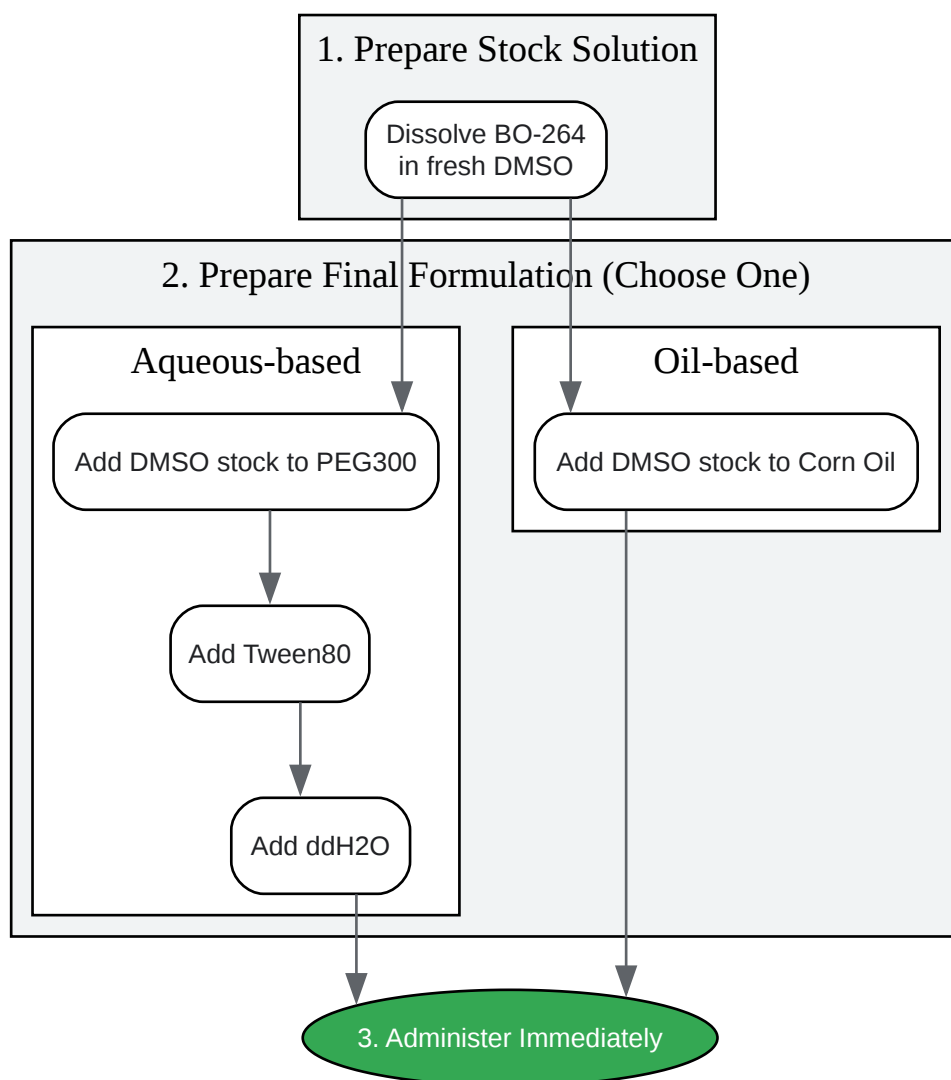 1. Prepare Stock Solution
Dissolve BO-264
in fresh DMSO
2. Prepare Final Formulation (Choose One)
Aqueous-based
Add DMSO stock to PEG300
Add Tween80
Add ddH2O
Oil-based
Add DMSO stock to Corn Oil
3. Administer Immediately